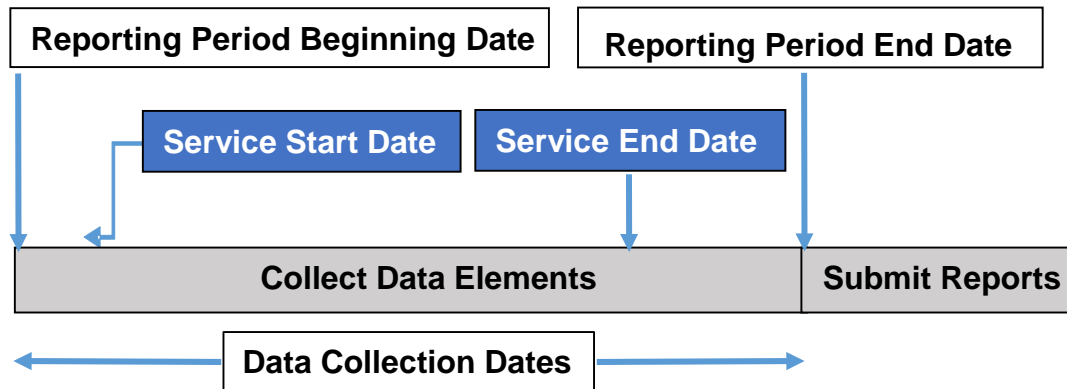 Reporting Period Beginning Date
Reporting Period End Date
Service Start Date
Service End Date
Collect Data Elements
Submit Reports
Data Collection Dates